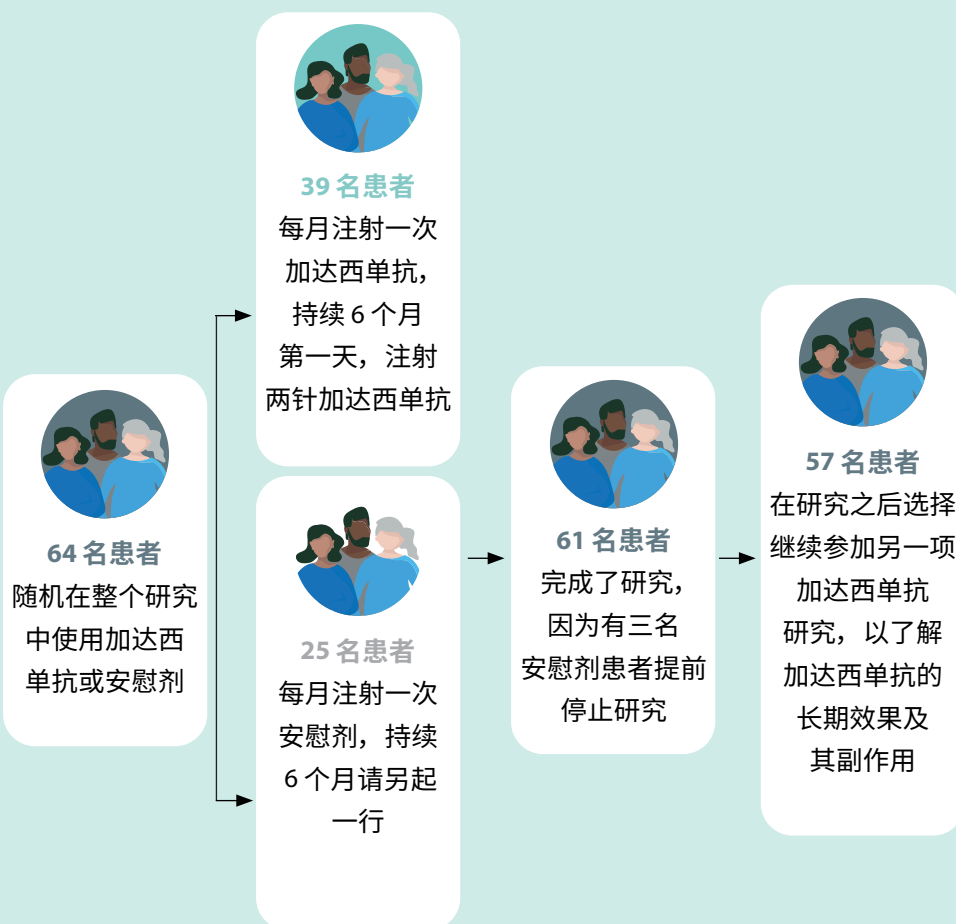 64 名患者
随机在整个研究
中使用加达西
单抗或安慰剂
39 名患者
每月注射一次
加达西单抗，
持续 6 个月
第一天，注射
两针加达西单抗
25 名患者
每月注射一次
安慰剂，持续
6 个月请另起
一行
61 名患者
完成了研究，
因为有三名
安慰剂患者提前
停止研究
57 名患者
在研究之后选择
继续参加另一项
加达西单抗
研究，以了解
加达西单抗的
长期效果及
其副作用